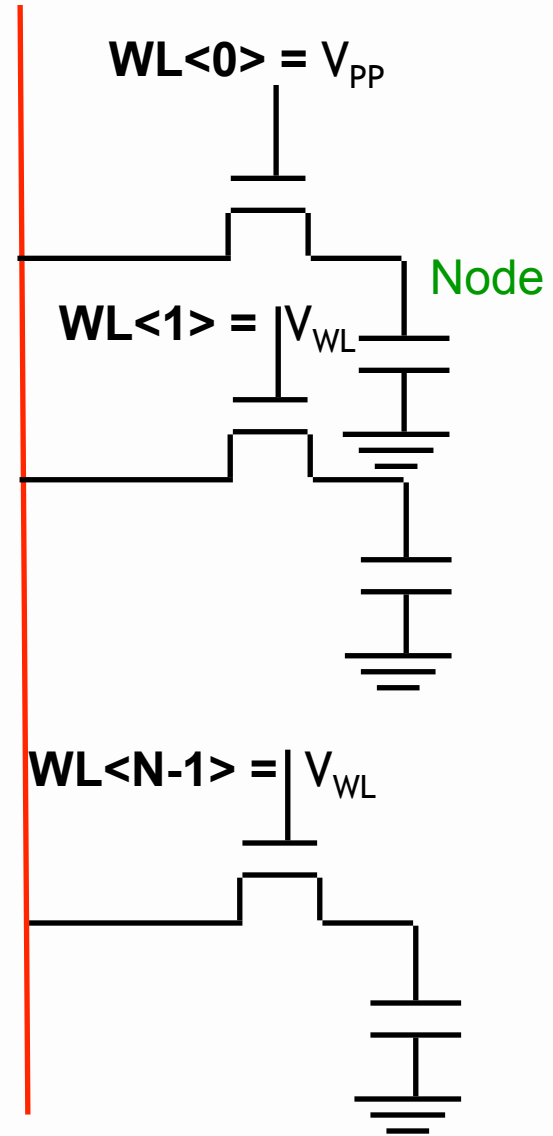 WL<0> = VPP
Node
WL<1> = VWL
WL<N-1> = VWL